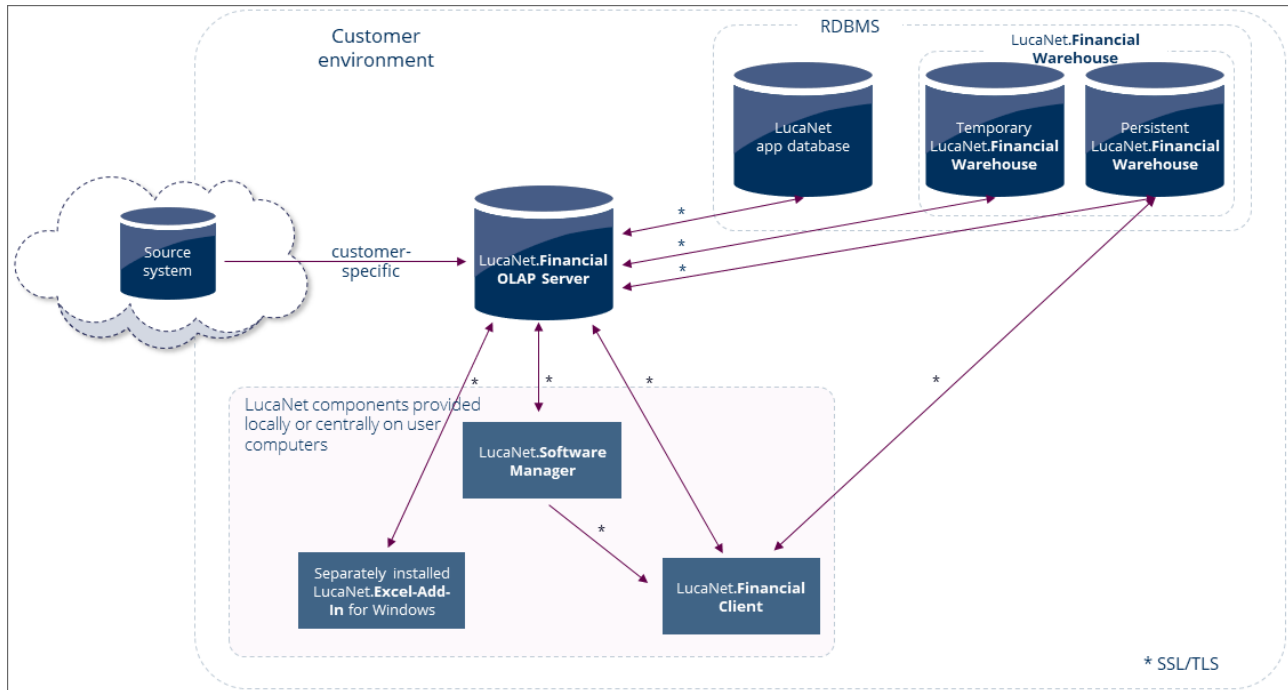 Customer
environment
RDBMS
LucaNet.Financial
Warehouse
LucaNet
app database
Temporary
LucaNet.Financial
Warehouse
Persistent
LucaNet.Financial
Warehouse
Source
system
customer-
specific
LucaNet.Financial
OLAP Server
*
*
*
*
*
*
*
LucaNet components provided
locally or centrally on user
computers
LucaNet.Software
Manager
*
Separately installed
LucaNet.Excel-Add-
In for Windows
LucaNet.Financial
Client
* SSL/TLS